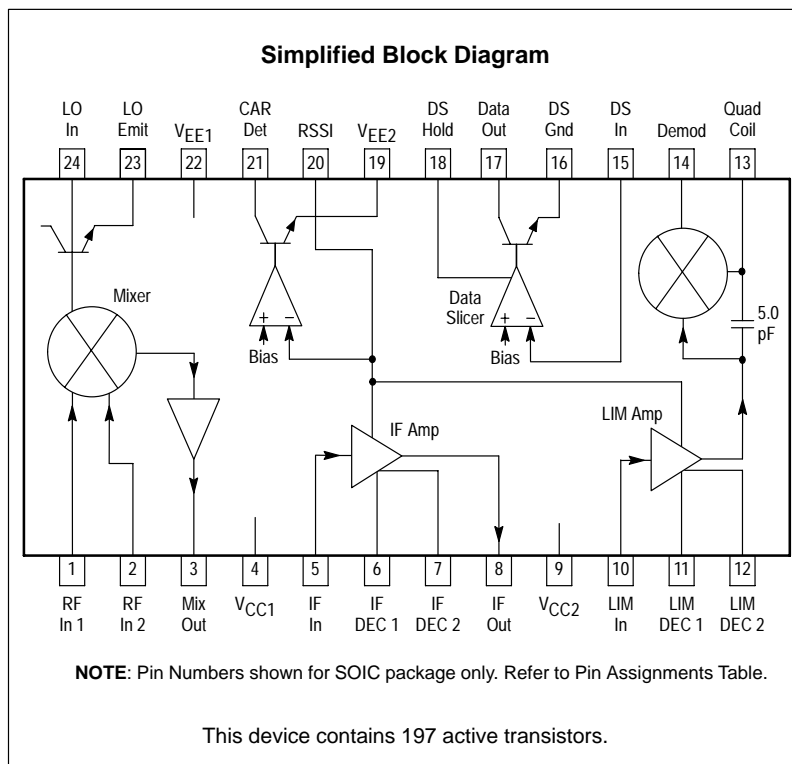 Simplified Block Diagram
LO In
LO Emit
VEE1
CAR Det
RSSI
VEE2
DS Hold
Data Out
DS Gnd
DS In
Demod
Quad Coil
24
23
22
21
20
19
18
17
16
15
14
13
Mixer
+ –
Bias
Data Slicer
+ –
Bias
5.0 pF
IF Amp
LIM Amp
1
2
3
4
5
6
7
8
9
10
11
12
RF In 1
RF In 2
Mix Out
VCC1
IF In
IF DEC 1
IF DEC 2
IF Out
VCC2
LIM In
LIM DEC 1
LIM DEC 2
NOTE: Pin Numbers shown for SOIC package only. Refer to Pin Assignments Table.
This device contains 197 active transistors.